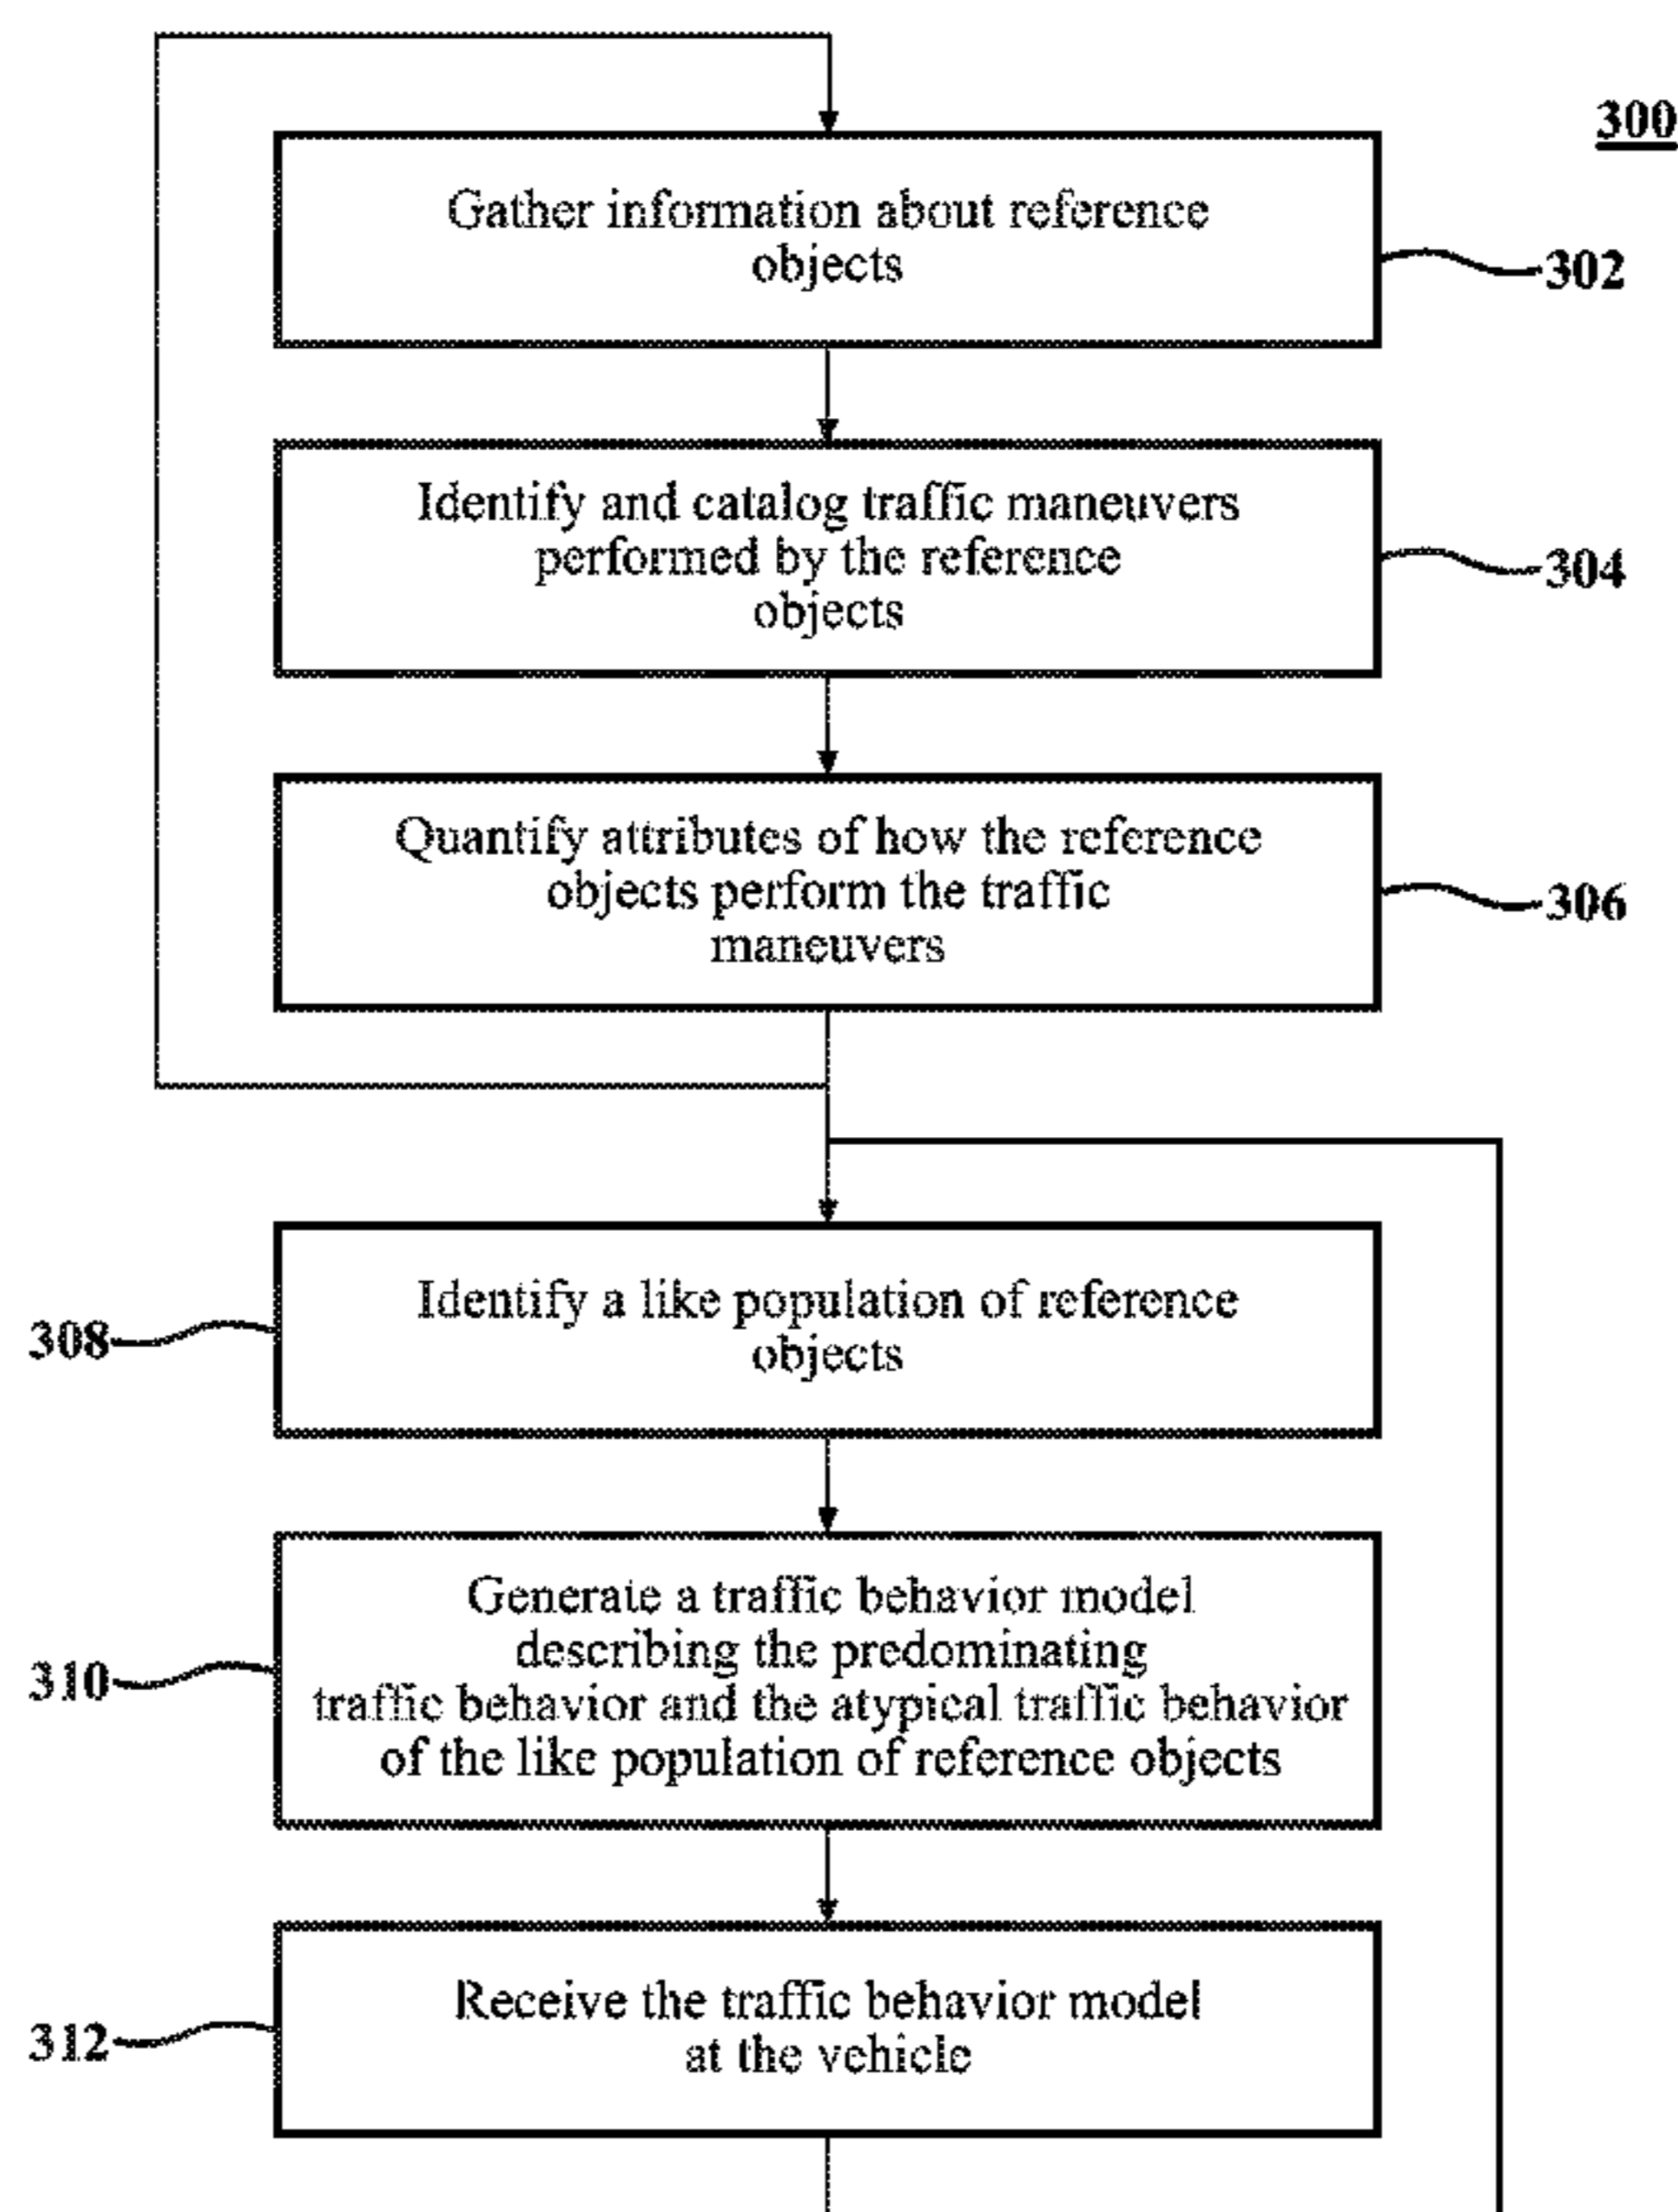 300
Gather information about reference
objects
302
Identify and catalog traffic maneuvers
performed by the reference
objects
304
Quantify attributes of how the reference
objects perform the traffic
maneuvers
306
Identify a like population of reference
objects
308
Generate a traffic behavior model
describing the predominating
traffic behavior and the atypical traffic behavior
of the like population of reference objects
310
Receive the traffic behavior model
at the vehicle
312